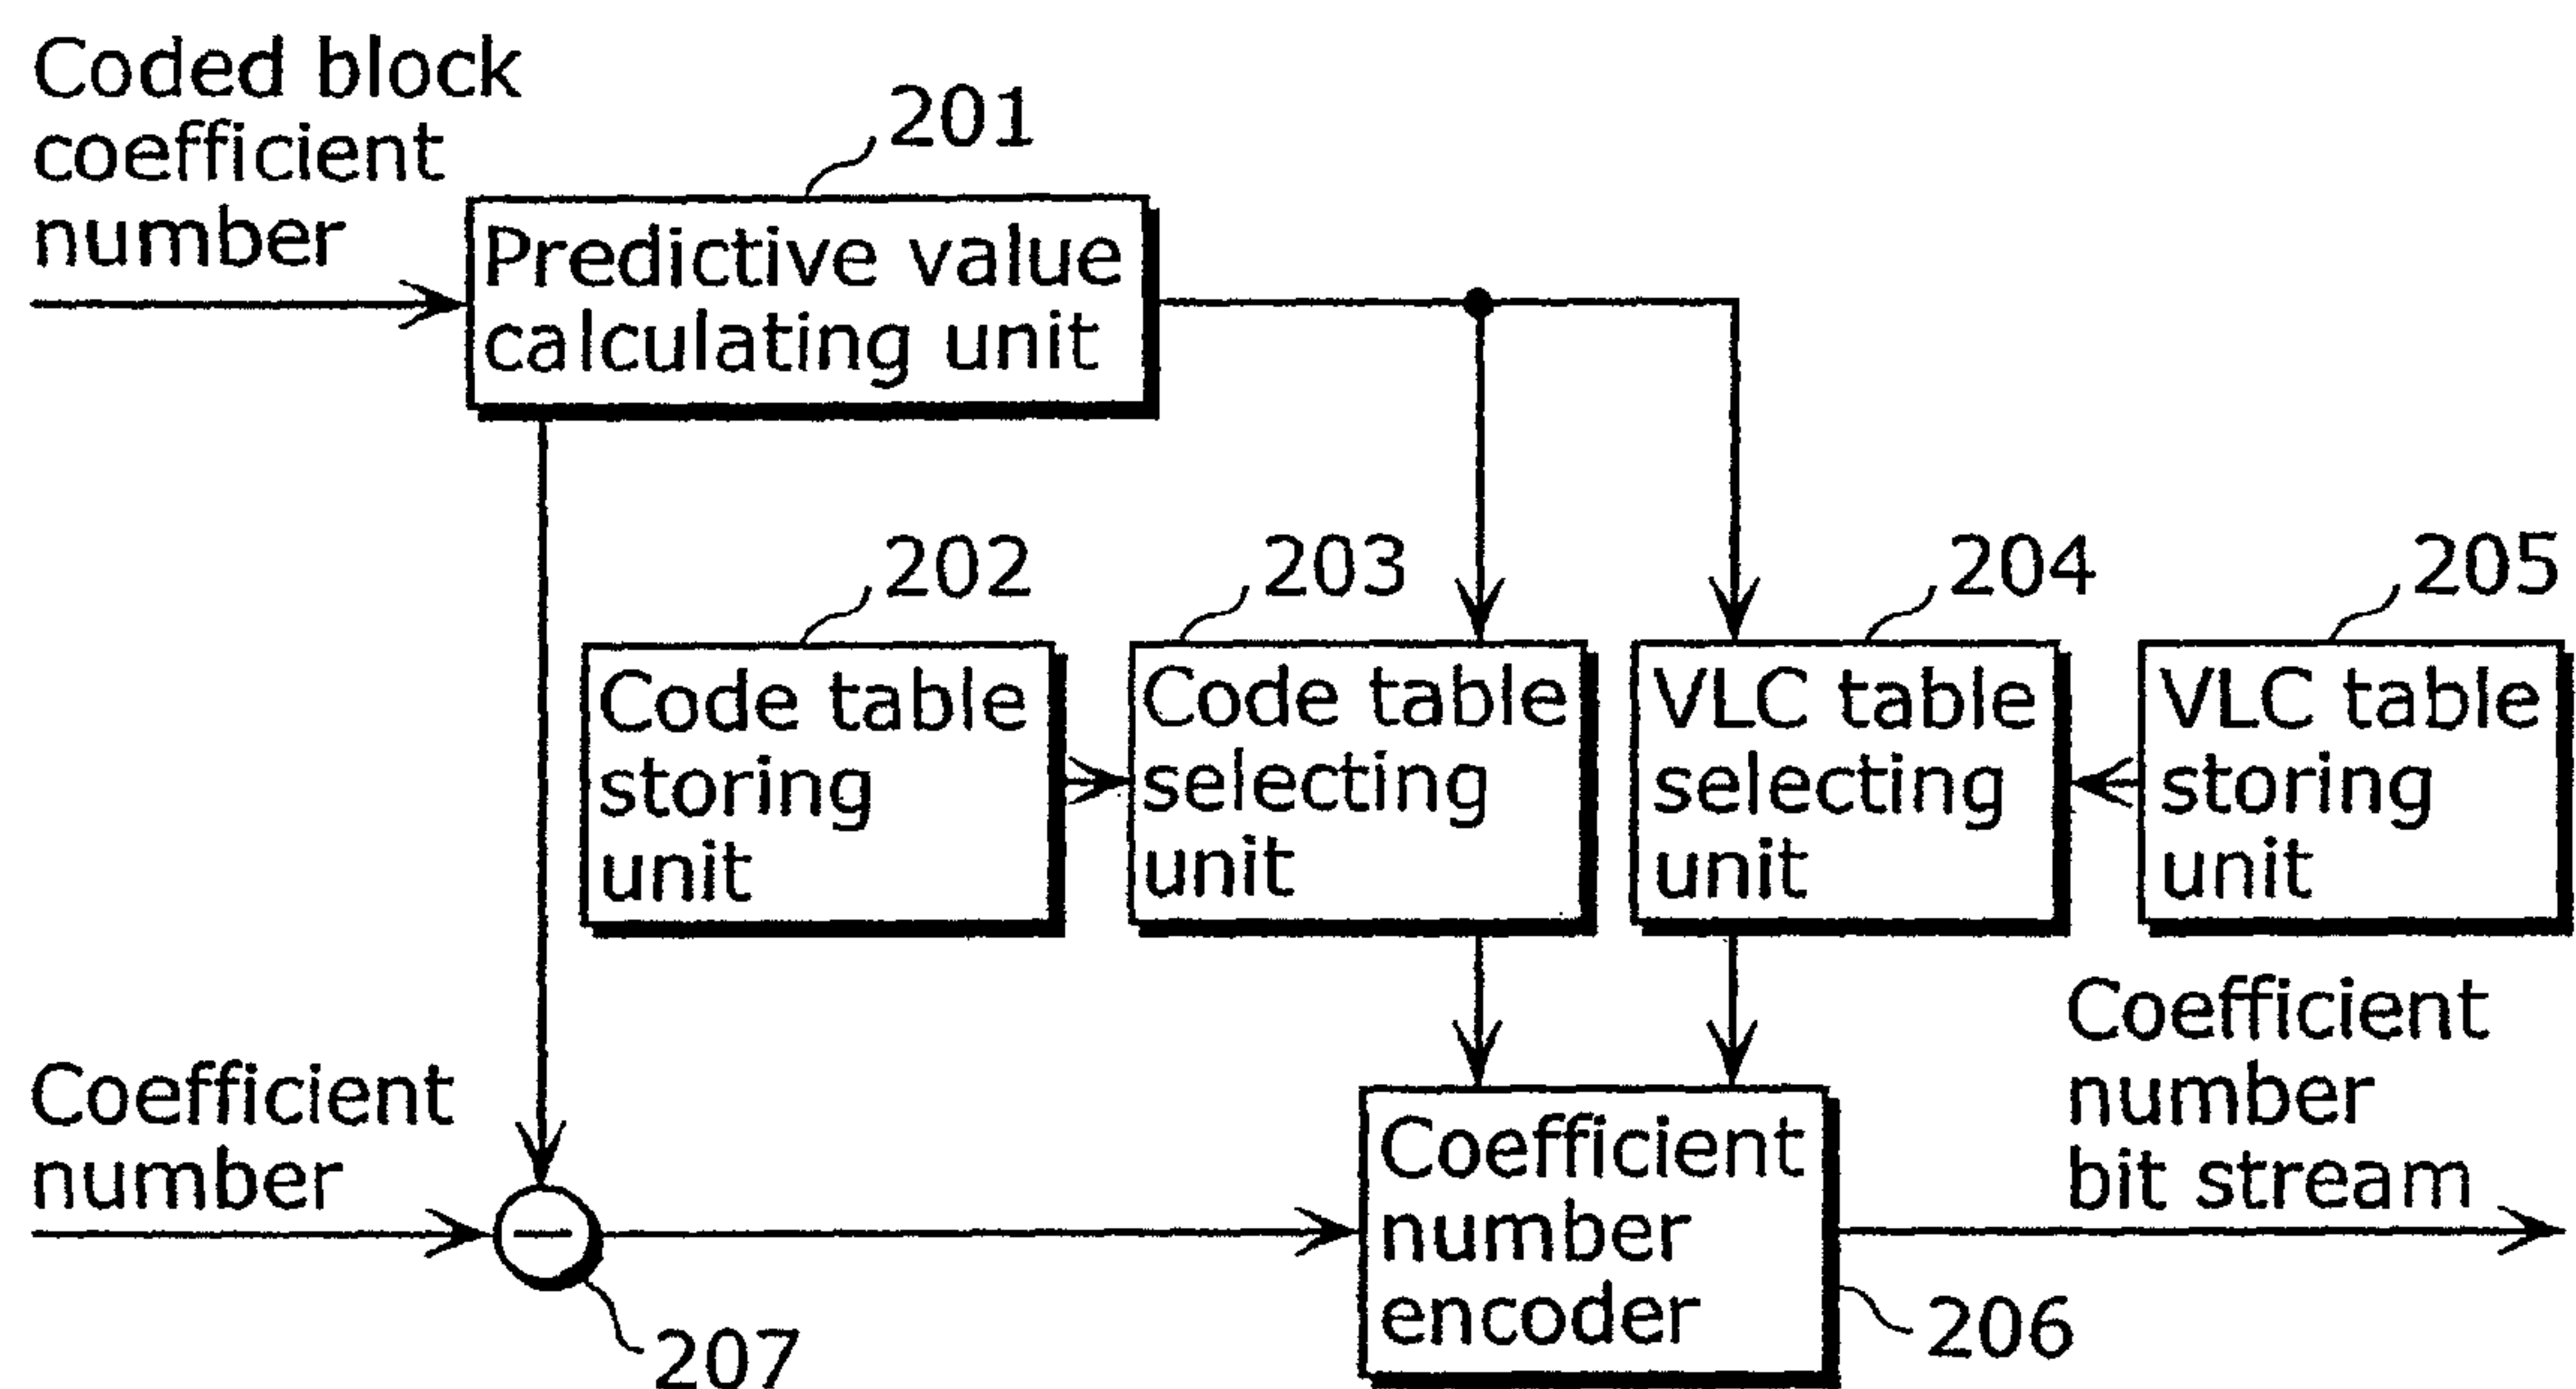 Coded block
coefficient
number
201
Predictive value
calculating unit
202
203
204
205
Code table
storing
unit
Code table
selecting
unit
VLC table
selecting
unit
VLC table
storing
unit
Coefficient
number
Coefficient
number
encoder
Coefficient
number
bit stream
207
206